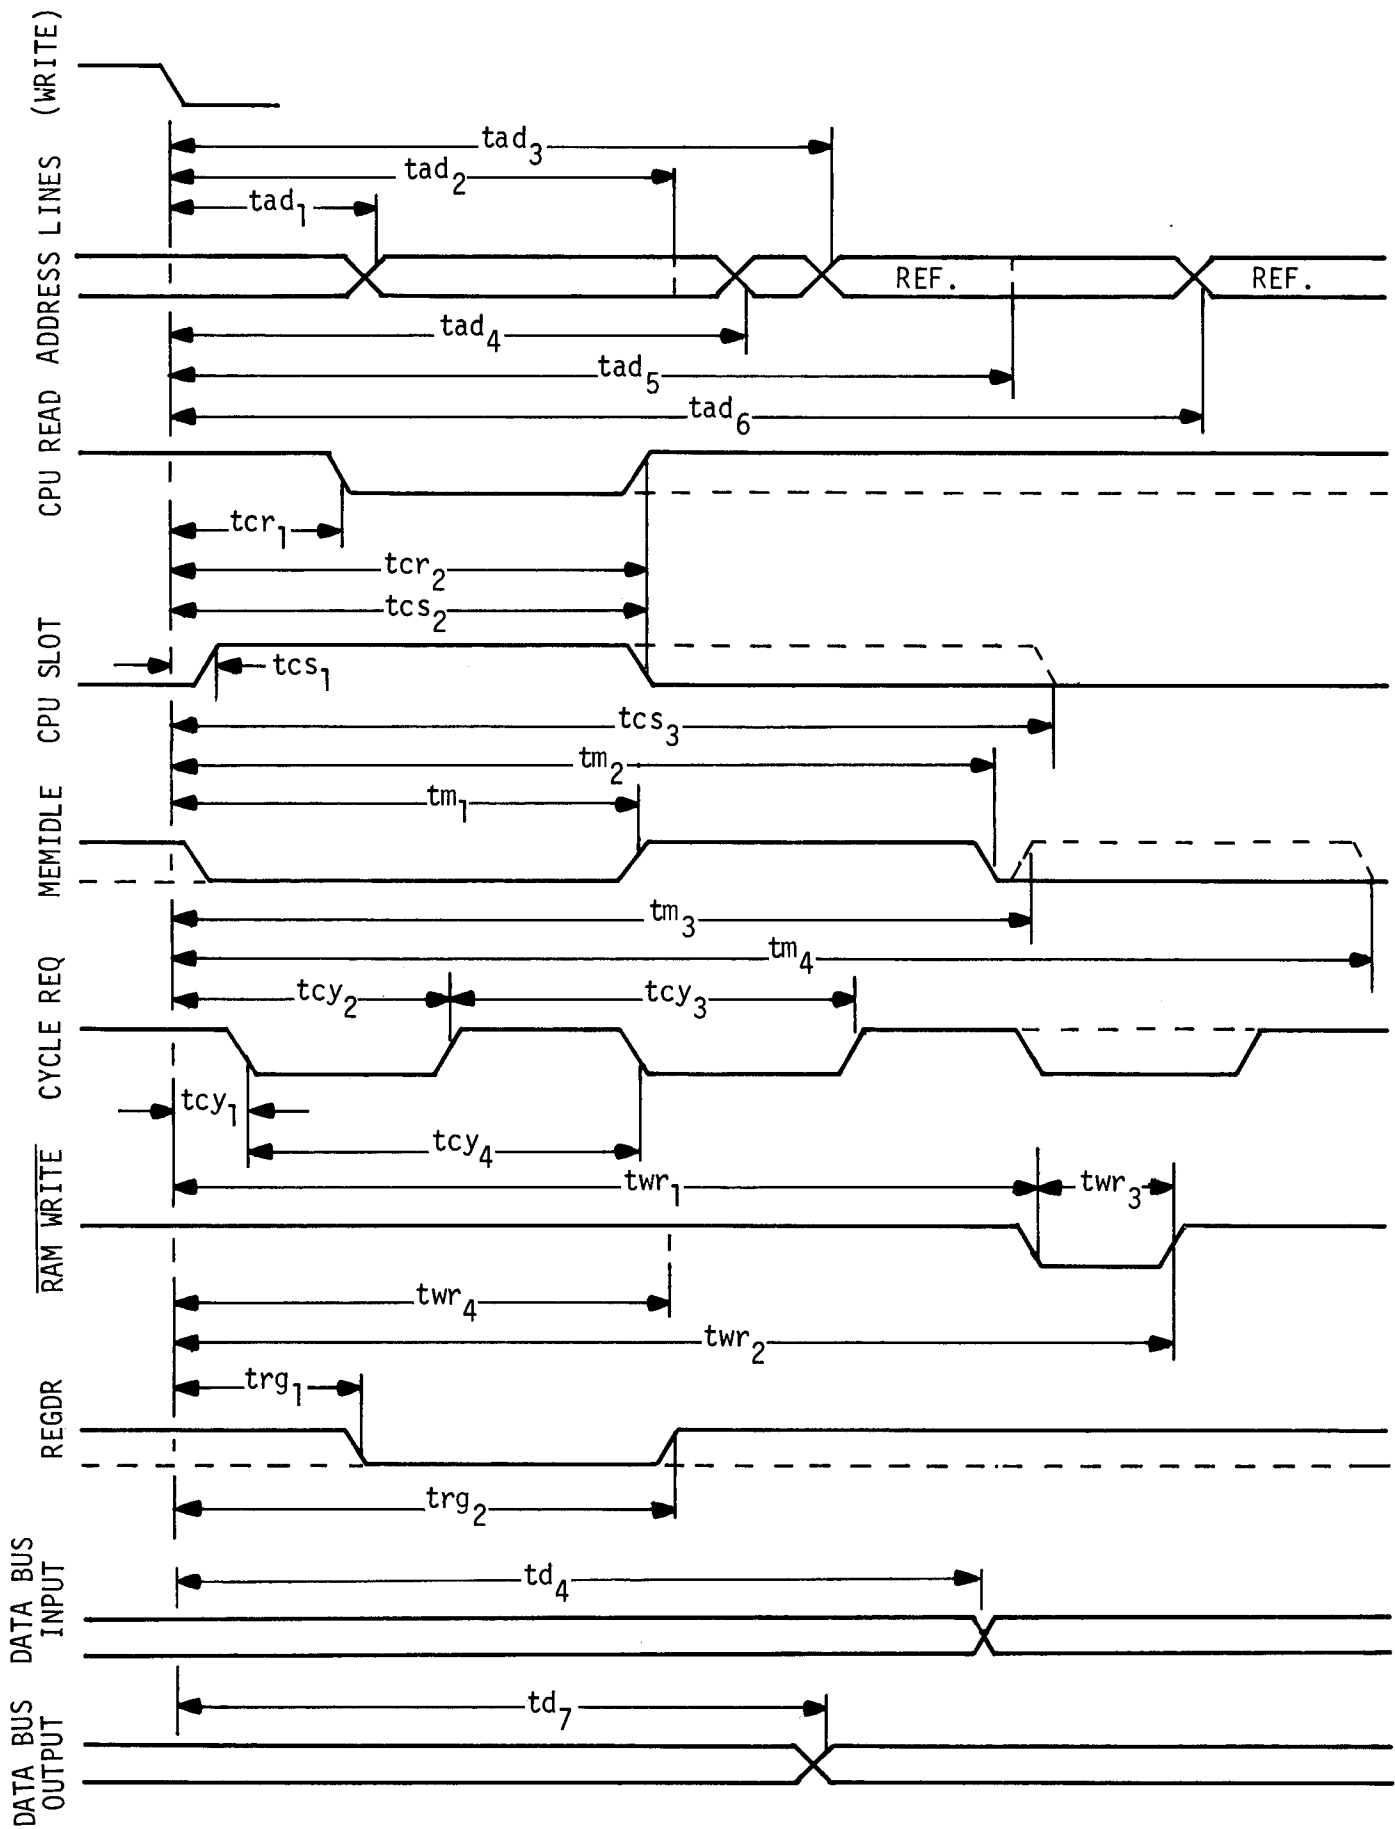 (WRITE)
tad3
tad2
tad1
ADDRESS LINES
REF.
REF.
tad4
tad5
tad6
CPU READ
tcr1
tcr2
tcs2
CPU SLOT
tcs1
tcs3
tm2
tm1
MEMIDLE
tm3
tm4
tcy2
tcy3
CYCLE REQ
tcy1
tcy4
twr1
twr3
RAM WRITE
twr4
twr2
trg1
REGDR
trg2
td4
DATA BUS
INPUT
td7
DATA BUS
OUTPUT